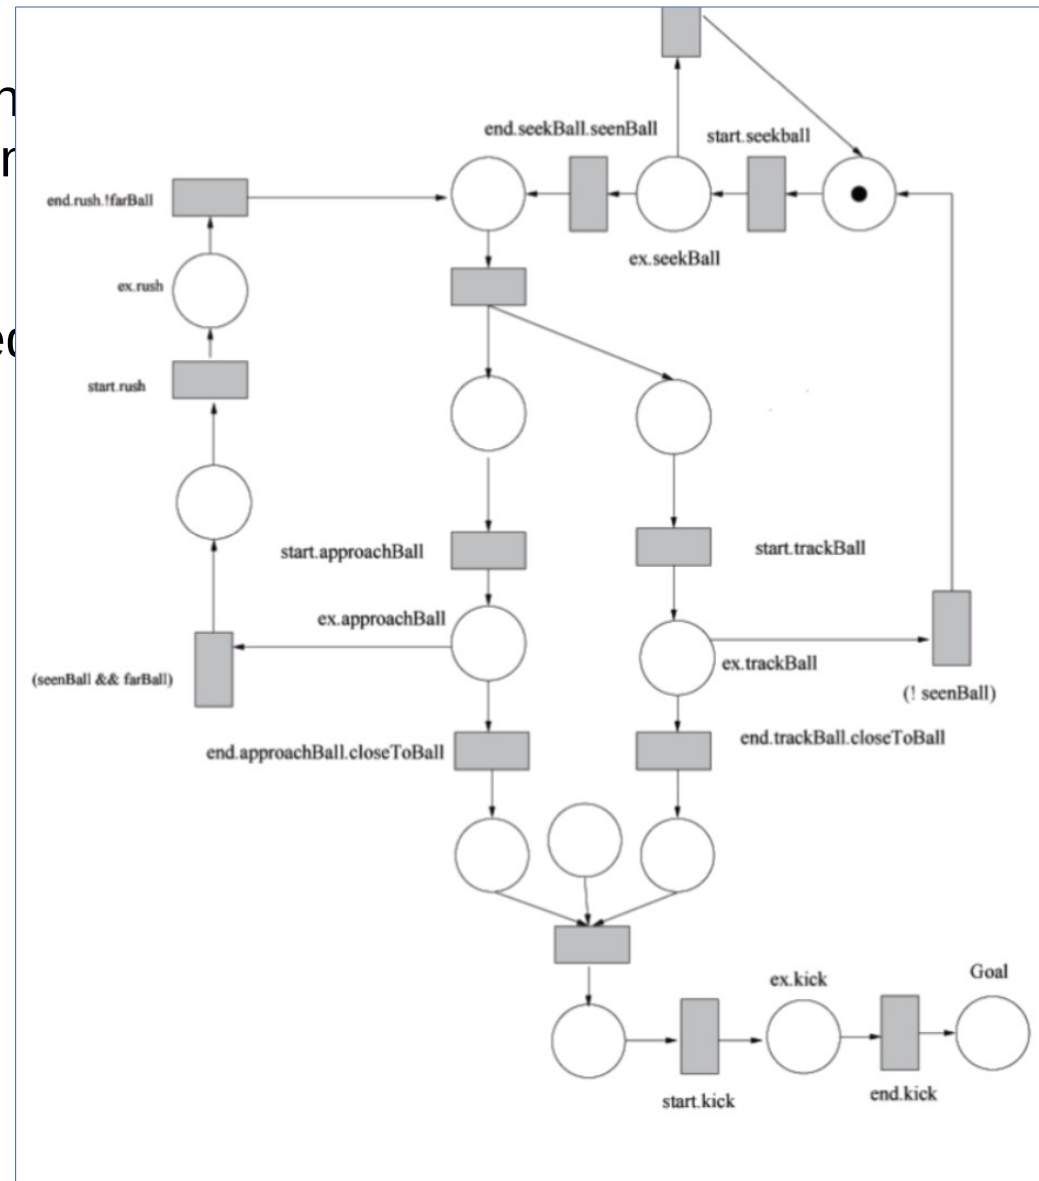 end.seekBall.seenBall
start.seekball
end.rush.!farBall
ex.seekBall
ex.rush
start.rush
start.approachBall
start.trackBall
ex.approachBall
ex.trackBall
(seenBall && farBall)
(! seenBall)
end.approachBall.closeToBall
end.trackBall.closeToBall
ex.kick
Goal
start.kick
end.kick